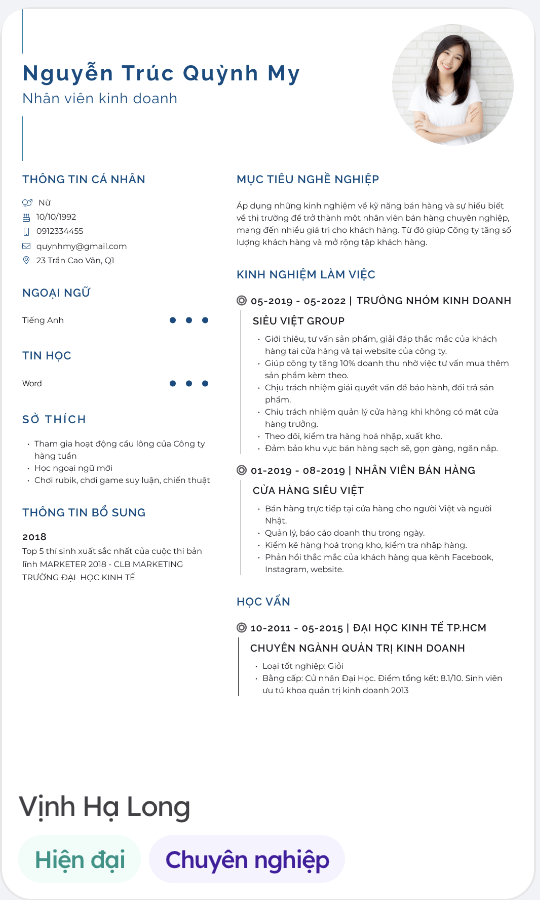 Nguyễn Trúc Quỳnh My
Nhân viên kinh doanh
THÔNG TIN CÁ NHÂN
Nữ
10/10/1992
0912334455
quynhmy@gmail.com
23 Trần Cao Vân, Q1
NGOẠI NGỮ
Tiếng Anh
TIN HỌC
Word
SỞ THÍCH
• Tham gia hoạt động cầu lông của Công ty
hàng tuần
• Học ngoại ngữ mới
• Chơi rubik, chơi game suy luận, chiến thuật
THÔNG TIN BỔ SUNG
2018
Top 5 thí sinh xuất sắc nhất của cuộc thi bản
lĩnh MARKETER 2018 - CLB MARKETING
TRƯỜNG ĐẠI HỌC KINH TẾ
MỤC TIÊU NGHỀ NGHIỆP
Áp dụng những kinh nghiệm về kỹ năng bán hàng và sự hiểu biết
về thị trường để trở thành một nhân viên bán hàng chuyên nghiệp,
mang đến nhiều giá trị cho khách hàng. Từ đó giúp Công ty tăng số
lượng khách hàng và mở rộng tập khách hàng.
KINH NGHIỆM LÀM VIỆC
05-2019 - 05-2022 | TRƯỞNG NHÓM KINH DOANH
SIÊU VIỆT GROUP
• Giới thiệu, tư vấn sản phẩm, giải đáp thắc mắc của khách
hàng tại cửa hàng và tại website của công ty.
• Giúp công ty tăng 10% doanh thu nhờ việc tư vấn mua thêm
sản phẩm kèm theo.
• Chịu trách nhiệm giải quyết vấn đề bảo hành, đổi trả sản
phẩm.
• Chịu trách nhiệm quản lý cửa hàng khi không có mặt cửa
hàng trưởng.
• Theo dõi, kiểm tra hàng hoá nhập, xuất kho.
• Đảm bảo khu vực bán hàng sạch sẽ, gọn gàng, ngăn nắp.
01-2019 - 08-2019 | NHÂN VIÊN BÁN HÀNG
CỬA HÀNG SIÊU VIỆT
• Bán hàng trực tiếp tại cửa hàng cho người Việt và người
Nhật.
• Quản lý, báo cáo doanh thu trong ngày.
• Kiểm kê hàng hoá trong kho, kiểm tra nhập hàng.
• Phản hồi thắc mắc của khách hàng qua kênh Facebook,
Instagram, website.
HỌC VẤN
10-2011 - 05-2015 | ĐẠI HỌC KINH TẾ TP.HCM
CHUYÊN NGÀNH QUẢN TRỊ KINH DOANH
• Loại tốt nghiệp: Giỏi
• Bằng cấp: Cử nhân Đại Học. Điểm tổng kết: 8.1/10. Sinh viên
ưu tú khoa quản trị kinh doanh 2013
Vịnh Hạ Long
Hiện đại
Chuyên nghiệp